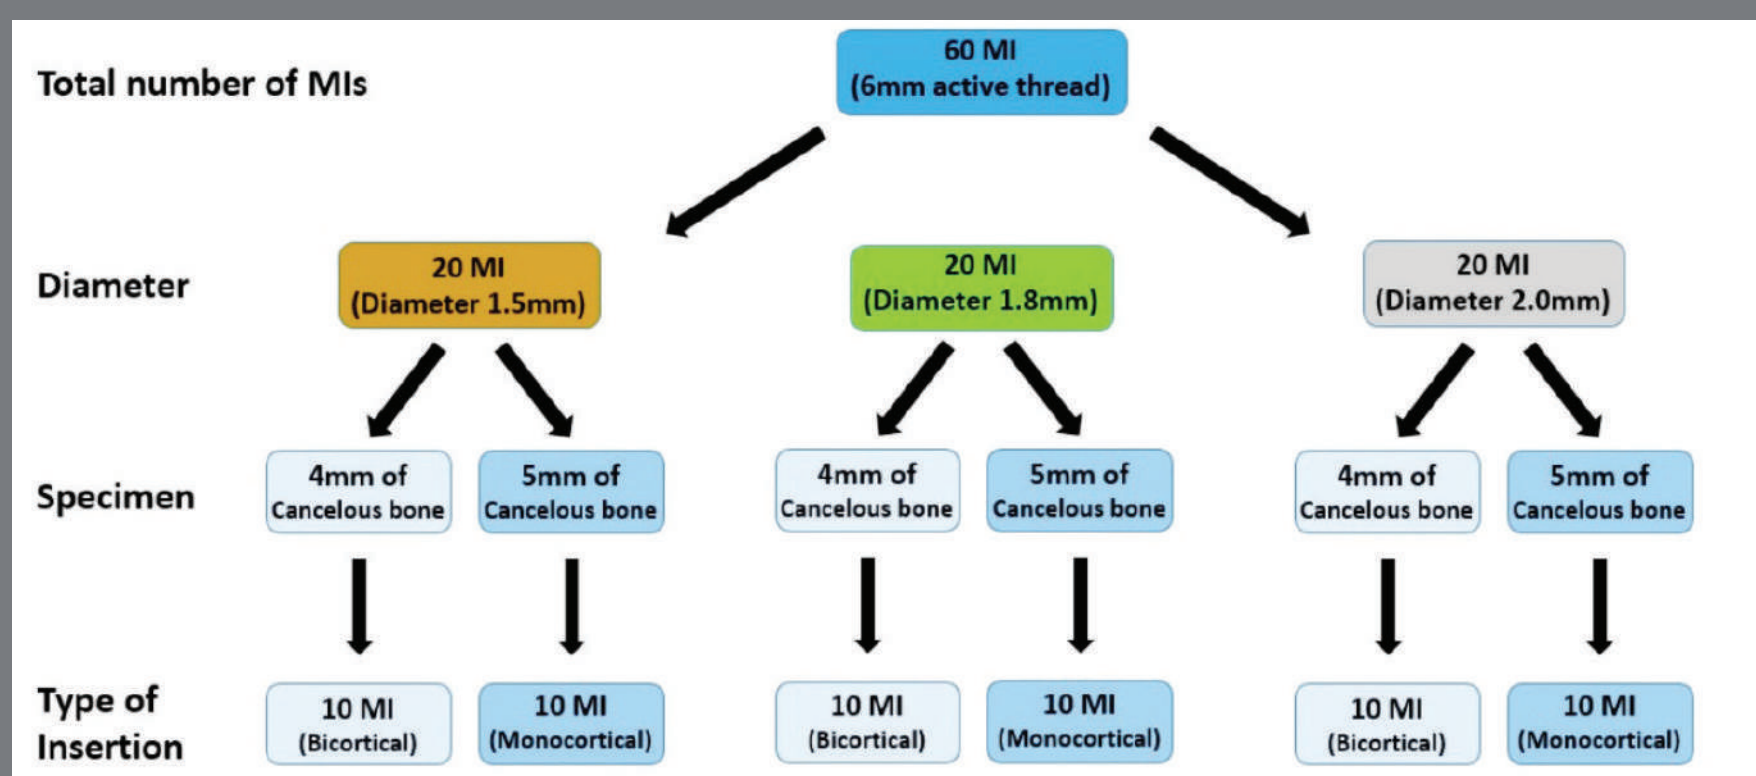 Total number of MIs
60 MI
(6mm active thread)
Diameter
20 MI
(Diameter 1.5mm)
20 MI
(Diameter 1.8mm)
20 MI
(Diameter 2.0mm)
Specimen
4mm of
Cancelous bone
5mm of
Cancelous bone
4mm of
Cancelous bone
5mm of
Cancelous bone
4mm of
Cancelous bone
5mm of
Cancelous bone
Type of
Insertion
10 MI
(Bicortical)
10 MI
(Monocortical)
10 MI
(Bicortical)
10 MI
(Monocortical)
10 MI
(Bicortical)
10 MI
(Monocortical)